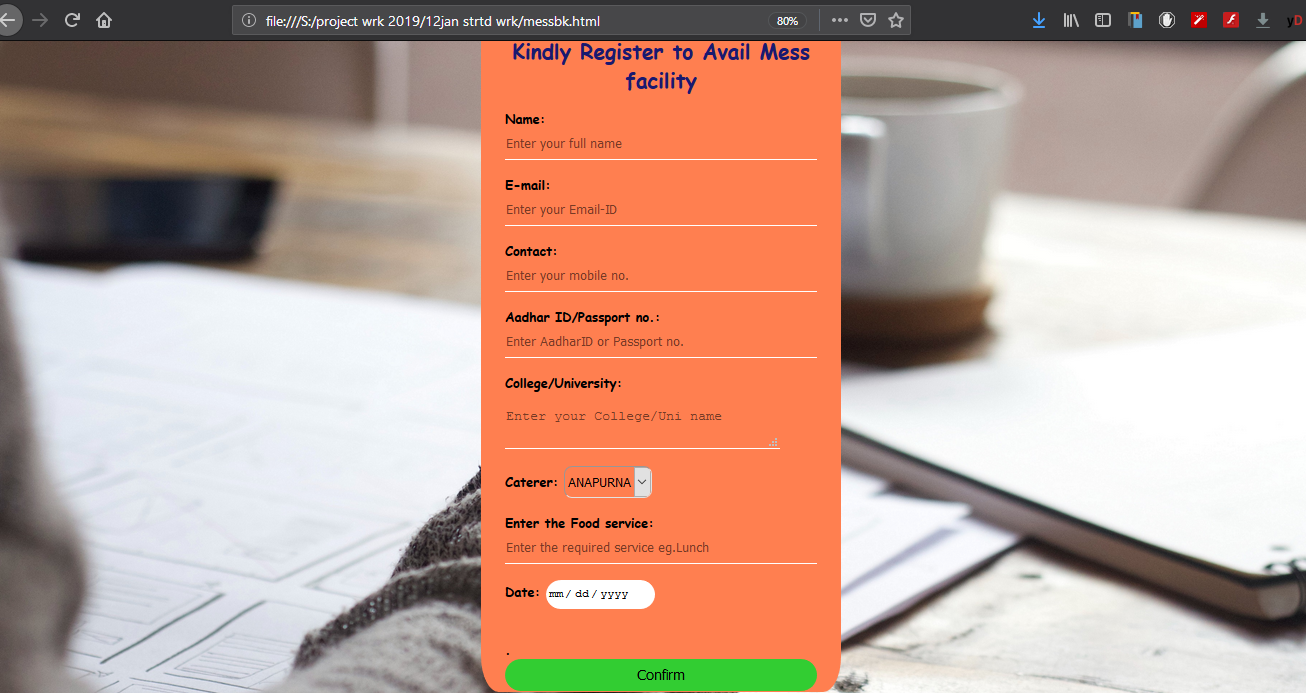 file:///S:/project wrk 2019/12jan strtd wrk/messbk.html
80%
yD
Kindly Register to Avail Mess
facility
Name:
Enter your full name
E-mail:
Enter your Email-ID
Contact:
Enter your mobile no.
Aadhar ID/Passport no.:
Enter AadharID or Passport no.
College/University:
Enter your College/Uni name
Caterer: ANAPURNA
Enter the Food service:
Enter the required service eg.Lunch
Date: mm / dd / yyyy
.
Confirm